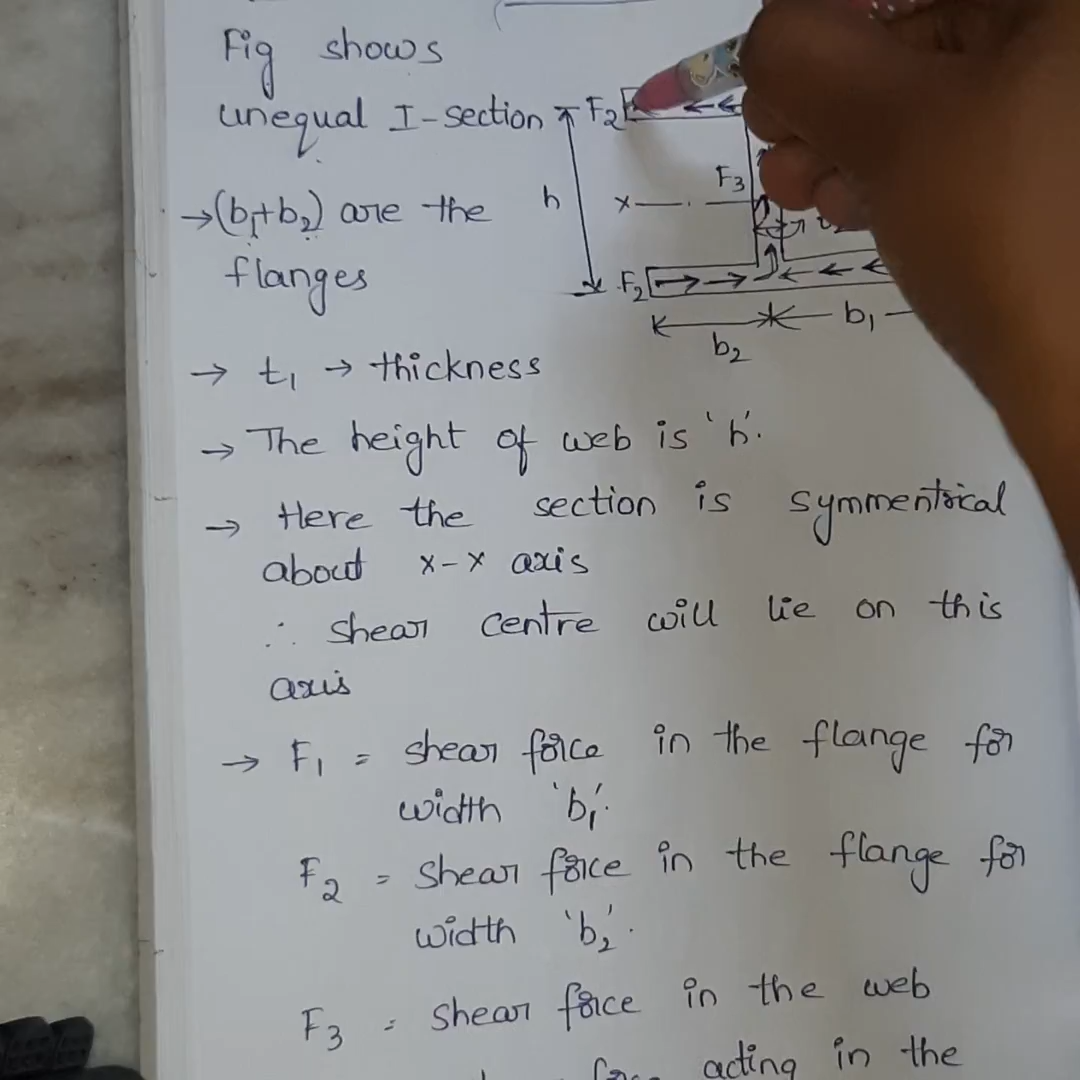 Fig shows
unequal I-section
F2
F3
h
x
→(b1+b2) are the
flanges
F2
b1
b2
→ t1 → thickness
→ The height of web is 'h'.
→ Here the section is symmentrical
about x-x axis
∴ shear centre will lie on this
axis
→ F1 = shear force in the flange for
width 'b1'.
F2 = shear force in the flange for
width 'b2'.
F3 = shear force in the web
acting in the